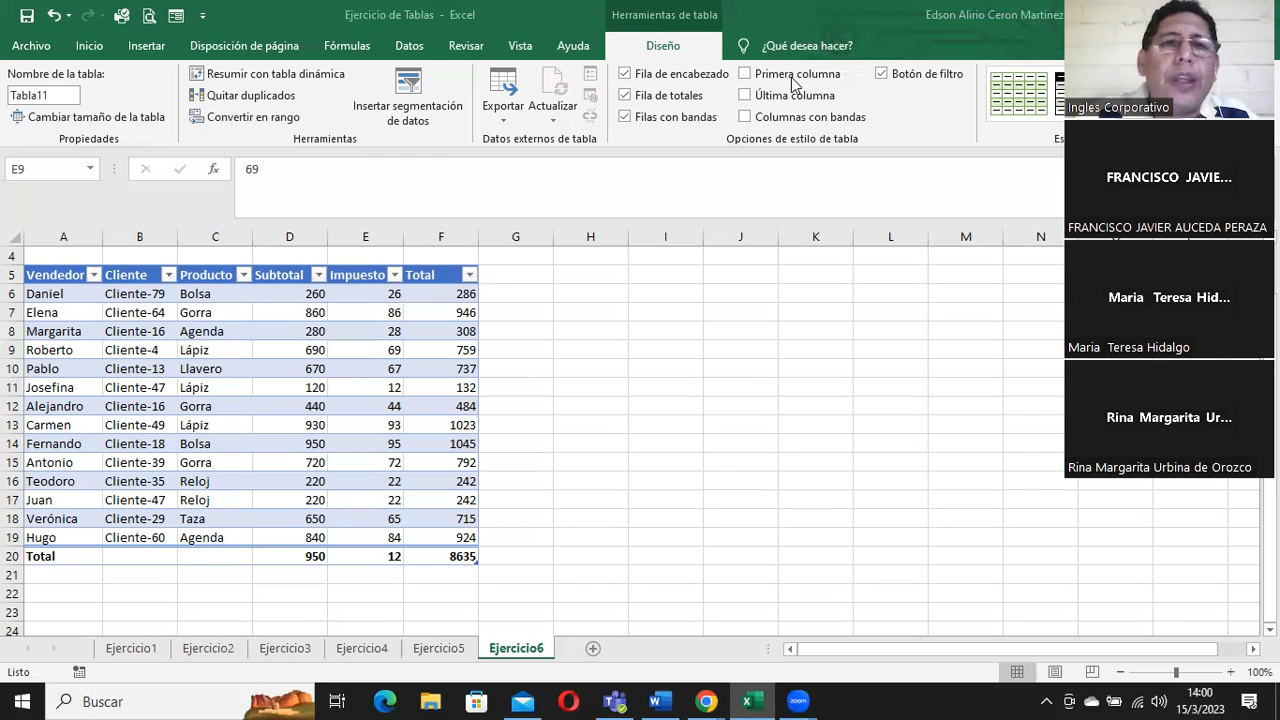 Ejercicio de Tablas - Excel
Herramientas de tabla
Edson Alirio Ceron Martinez
Archivo Inicio Insertar Disposición de página Fórmulas Datos Revisar Vista Ayuda Diseño ¿Qué desea hacer?
Nombre de la tabla:
Tabla11
Cambiar tamaño de la tabla
Propiedades
Resumir con tabla dinámica
Quitar duplicados
Convertir en rango
Insertar segmentación
de datos
Herramientas
Exportar Actualizar
Datos externos de tabla
Fila de encabezado Primera columna Botón de filtro
Fila de totales Última columna
Filas con bandas Columnas con bandas
Opciones de estilo de tabla
Es
Ingles Corporativo
FRANCISCO JAVIE...
FRANCISCO JAVIER AUCEDA PERAZA
Maria Teresa Hid...
Maria Teresa Hidalgo
Rina Margarita Ur...
Rina Margarita Urbina de Orozco
E9 fx 69
A B C D E F G H I J K L M N
4
5 Vendedor Cliente Producto Subtotal Impuesto Total
6 Daniel Cliente-79 Bolsa 260 26 286
7 Elena Cliente-64 Gorra 860 86 946
8 Margarita Cliente-16 Agenda 280 28 308
9 Roberto Cliente-4 Lápiz 690 69 759
10 Pablo Cliente-13 Llavero 670 67 737
11 Josefina Cliente-47 Lápiz 120 12 132
12 Alejandro Cliente-16 Gorra 440 44 484
13 Carmen Cliente-49 Lápiz 930 93 1023
14 Fernando Cliente-18 Bolsa 950 95 1045
15 Antonio Cliente-39 Gorra 720 72 792
16 Teodoro Cliente-35 Reloj 220 22 242
17 Juan Cliente-47 Reloj 220 22 242
18 Verónica Cliente-29 Taza 650 65 715
19 Hugo Cliente-60 Agenda 840 84 924
20 Total 950 12 8635
21
22
23
24
Ejercicio1 Ejercicio2 Ejercicio3 Ejercicio4 Ejercicio5 Ejercicio6
Listo 100%
Buscar
zoom
14:00
15/3/2023